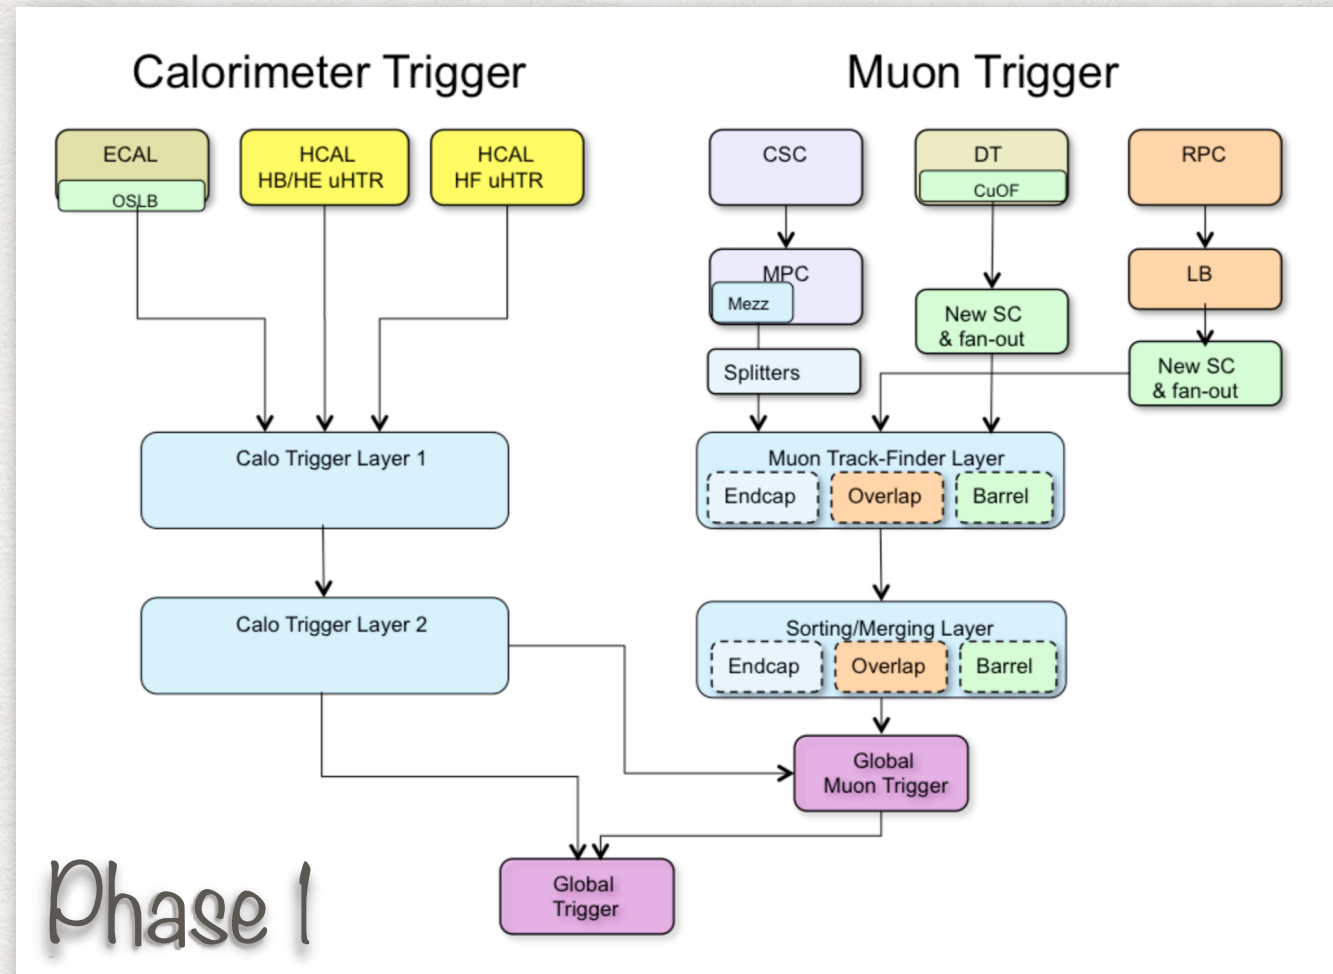 Calorimeter Trigger
Muon Trigger
ECAL
OSLB
HCAL
HB/HE uHTR
HCAL
HF uHTR
CSC
DT
CuOF
RPC
MPC
Mezz
LB
New SC
& fan-out
Splitters
New SC
& fan-out
Calo Trigger Layer 1
Muon Track-Finder Layer
Endcap
Overlap
Barrel
Calo Trigger Layer 2
Sorting/Merging Layer
Endcap
Overlap
Barrel
Global
Muon Trigger
Global
Trigger
Phase 1